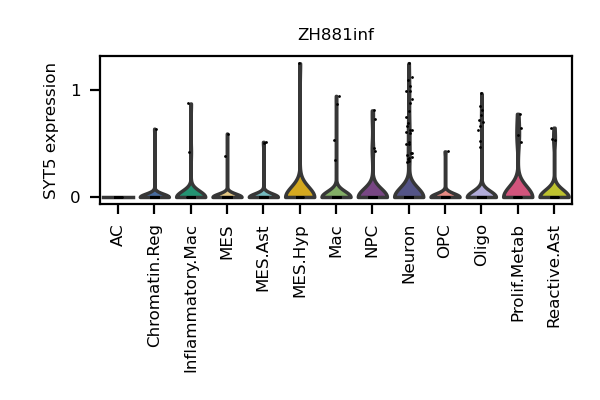 ZH881inf
SYT5 expression
1
0
AC
Chromatin.Reg
Inflammatory.Mac
MES
MES.Ast
MES.Hyp
Mac
NPC
Neuron
OPC
Oligo
Prolif.Metab
Reactive.Ast